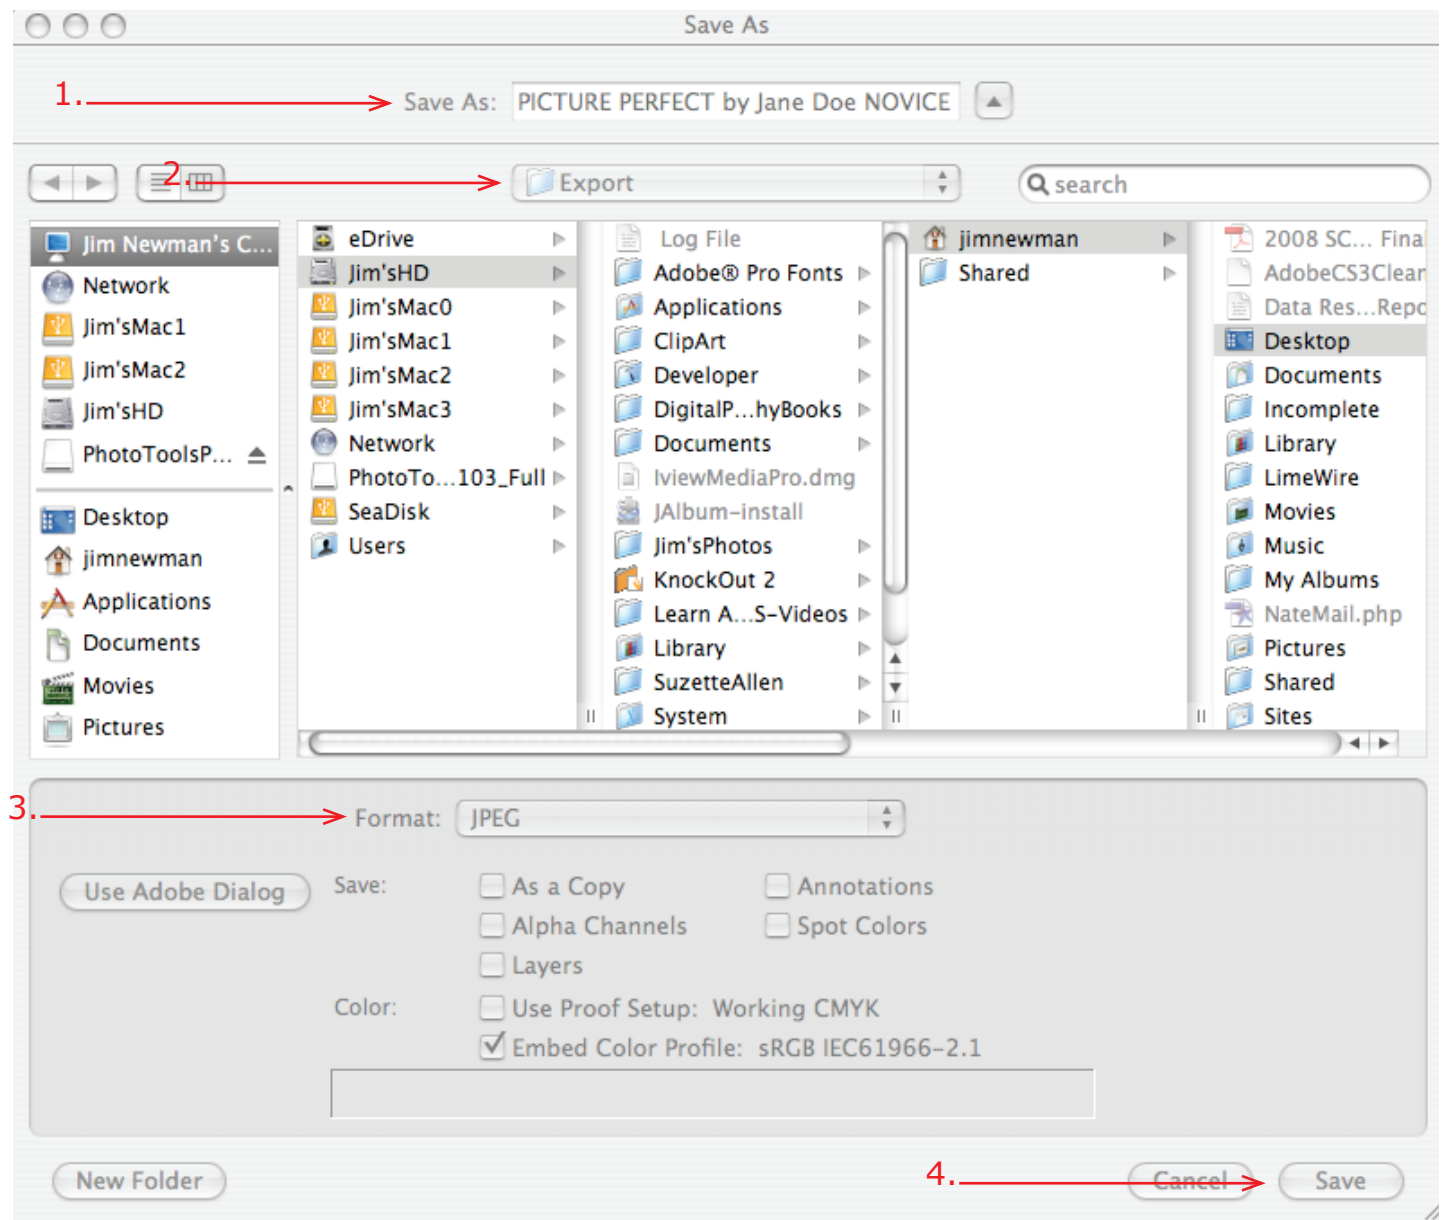 Save As
1.
Save As: PICTURE PERFECT by Jane Doe NOVICE
2.
Export
search
Jim Newman's C...
Network
Jim'sMac1
Jim'sMac2
Jim'sHD
PhotoToolsP...
Desktop
jimnewman
Applications
Documents
Movies
Pictures
eDrive
Jim'sHD
Jim'sMac0
Jim'sMac1
Jim'sMac2
Jim'sMac3
Network
PhotoTo...103_Full
SeaDisk
Users
Log File
Adobe® Pro Fonts
Applications
ClipArt
Developer
DigitalP...hyBooks
Documents
IviewMediaPro.dmg
JAlbum-install
Jim'sPhotos
KnockOut 2
Learn A...S-Videos
Library
SuzetteAllen
System
jimnewman
Shared
2008 SC... Final
AdobeCS3Clean
Data Res...Repo
Desktop
Documents
Incomplete
Library
LimeWire
Movies
Music
My Albums
NateMail.php
Pictures
Shared
Sites
3.
Format: JPEG
Use Adobe Dialog
Save:
As a Copy
Annotations
Alpha Channels
Spot Colors
Layers
Color:
Use Proof Setup: Working CMYK
Embed Color Profile: sRGB IEC61966-2.1
New Folder
4.
Cancel
Save